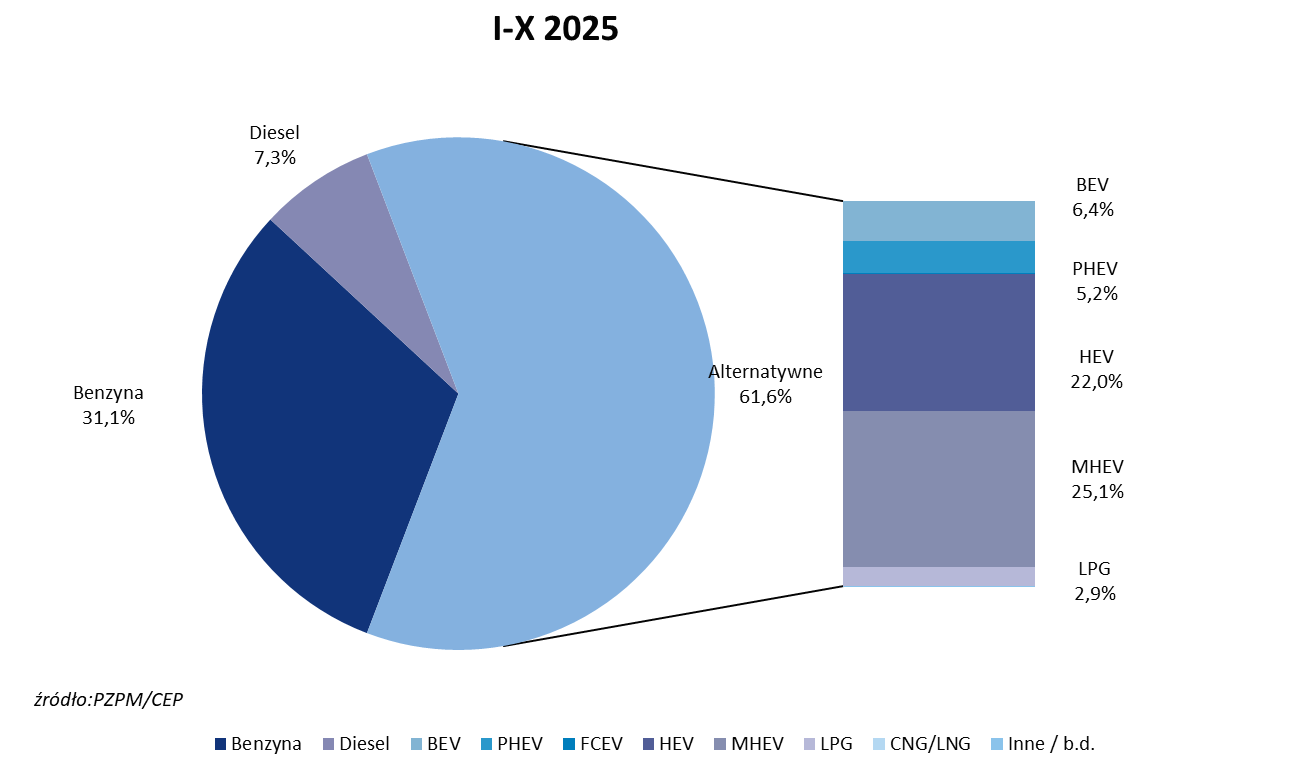 I-X 2025
Diesel
7,3%
BEV
6,4%
PHEV
5,2%
HEV
22,0%
Alternatywne
61,6%
Benzyna
31,1%
MHEV
25,1%
LPG
2,9%
źródło:PZPM/CEP
Benzyna Diesel BEV PHEV FCEV HEV MHEV LPG CNG/LNG Inne / b.d.